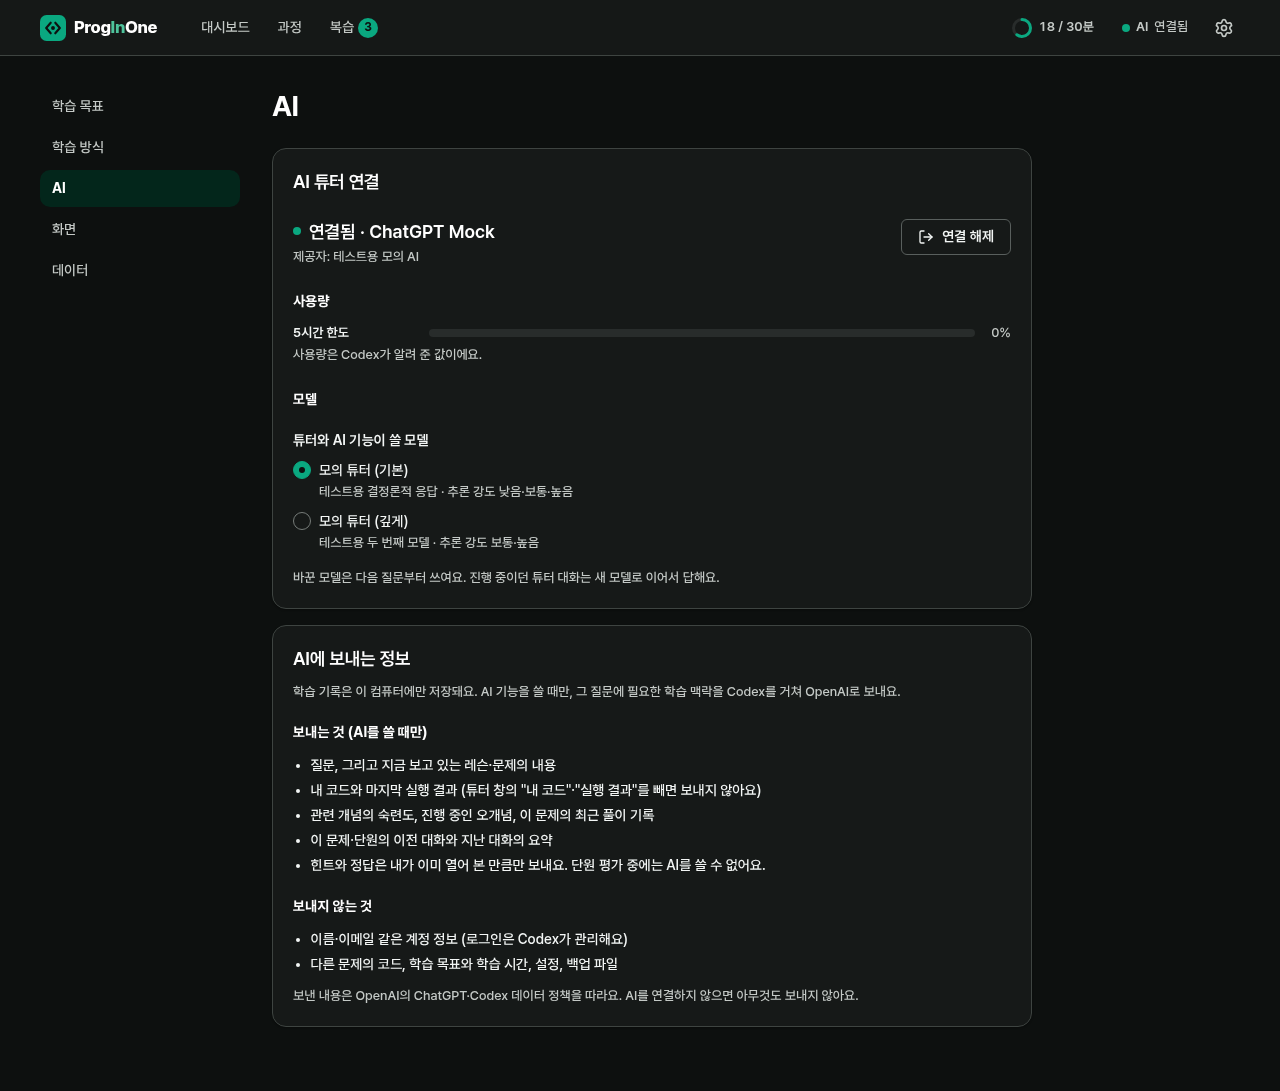 ProgInOne
대시보드
과정
복습 3
18 / 30분
AI 연결됨
학습 목표
학습 방식
AI
화면
데이터
AI
AI 튜터 연결
연결됨 · ChatGPT Mock
연결 해제
제공자: 테스트용 모의 AI
사용량
5시간 한도
0%
사용량은 Codex가 알려 준 값이에요.
모델
튜터와 AI 기능이 쓸 모델
모의 튜터 (기본)
테스트용 결정론적 응답 · 추론 강도 낮음·보통·높음
모의 튜터 (깊게)
테스트용 두 번째 모델 · 추론 강도 보통·높음
바꾼 모델은 다음 질문부터 쓰여요. 진행 중이던 튜터 대화는 새 모델로 이어서 답해요.
AI에 보내는 정보
학습 기록은 이 컴퓨터에만 저장돼요. AI 기능을 쓸 때만, 그 질문에 필요한 학습 맥락을 Codex를 거쳐 OpenAI로 보내요.
보내는 것 (AI를 쓸 때만)
• 질문, 그리고 지금 보고 있는 레슨·문제의 내용
• 내 코드와 마지막 실행 결과 (튜터 창의 "내 코드"·"실행 결과"를 빼면 보내지 않아요)
• 관련 개념의 숙련도, 진행 중인 오개념, 이 문제의 최근 풀이 기록
• 이 문제·단원의 이전 대화와 지난 대화의 요약
• 힌트와 정답은 내가 이미 열어 본 만큼만 보내요. 단원 평가 중에는 AI를 쓸 수 없어요.
보내지 않는 것
• 이름·이메일 같은 계정 정보 (로그인은 Codex가 관리해요)
• 다른 문제의 코드, 학습 목표와 학습 시간, 설정, 백업 파일
보낸 내용은 OpenAI의 ChatGPT·Codex 데이터 정책을 따라요. AI를 연결하지 않으면 아무것도 보내지 않아요.